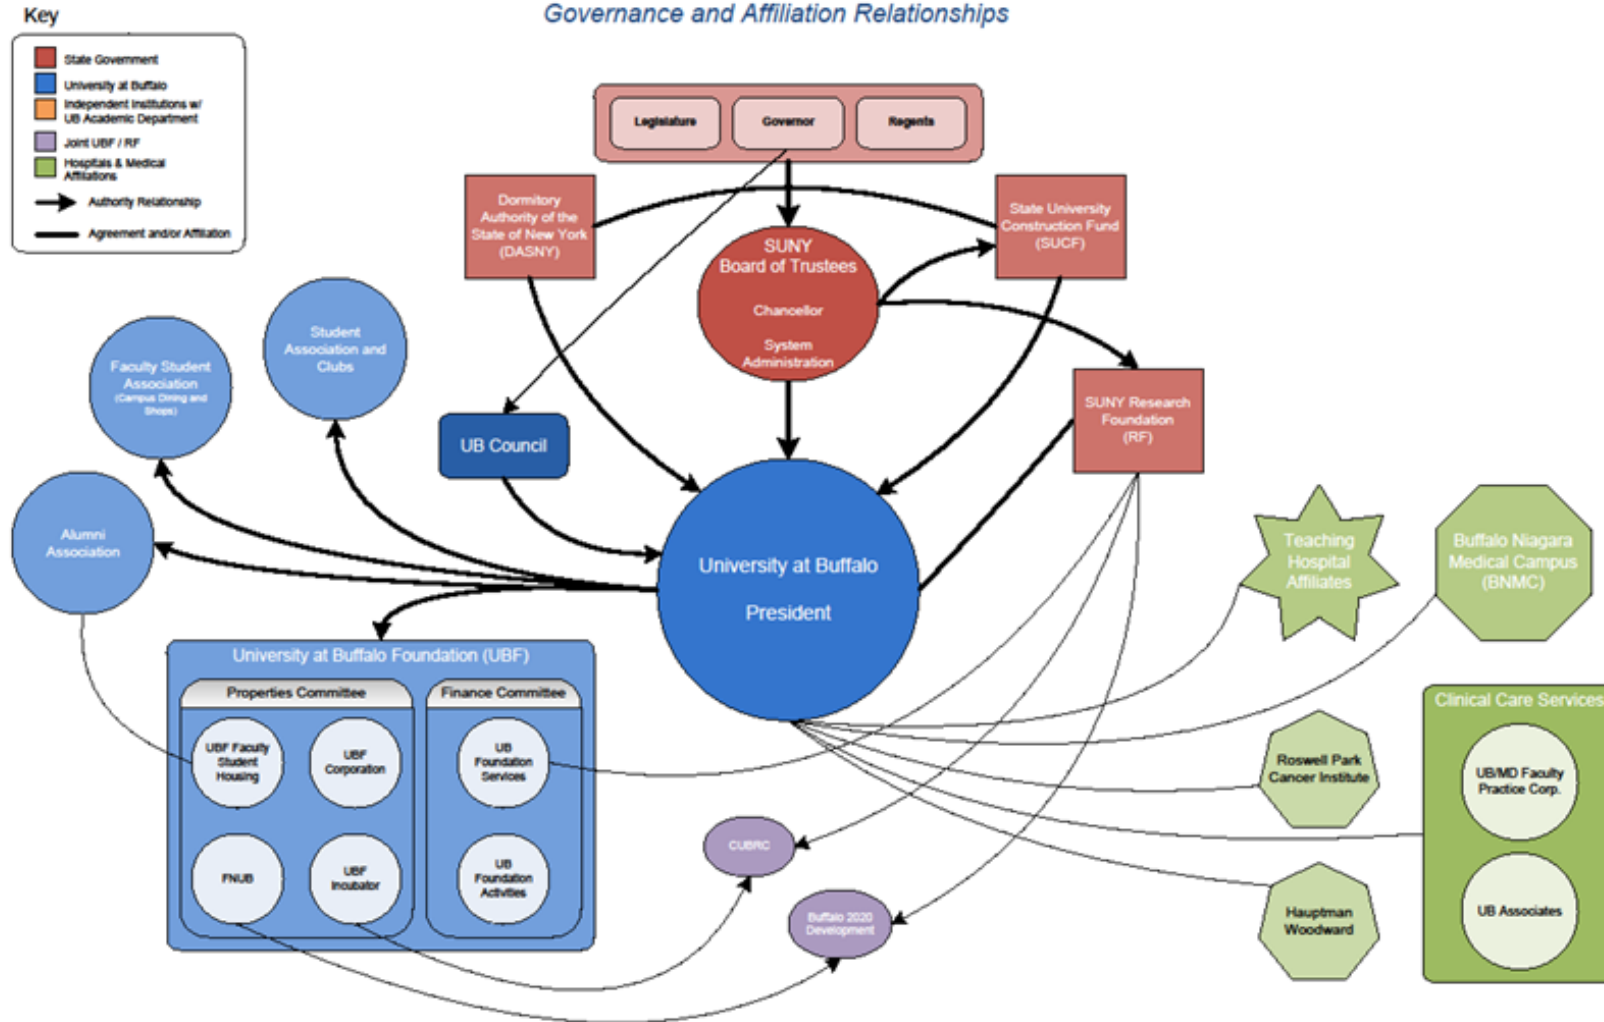 Governance and Affiliation Relationships
Key
State Government
University at Buffalo
Independent Institutions w/
UB Academic Department
Joint UBF / RF
Hospitals & Medical
Affiliations
Authority Relationship
Agreement and/or Affiliation
Legislature
Governor
Regents
Dormitory
Authority of the
State of New York
(DASNY)
State University
Construction Fund
(SUCF)
SUNY
Board of Trustees
Chancellor
System
Administration
Student
Association and
Clubs
Faculty Student
Association
(Campus Dining and
Shops)
SUNY Research
Foundation
(RF)
UB Council
Alumni
Association
University at Buffalo
President
Teaching
Hospital
Affiliates
Buffalo Niagara
Medical Campus
(BNMC)
University at Buffalo Foundation (UBF)
Properties Committee
Finance Committee
UBF Faculty
Student
Housing
UBF
Corporation
UB
Foundation
Services
FNUB
UBF
Incubator
UB
Foundation
Activities
CUBRC
Buffalo 2020
Development
Roswell Park
Cancer Institute
Hauptman
Woodward
Clinical Care Services
UB/MD Faculty
Practice Corp.
UB Associates